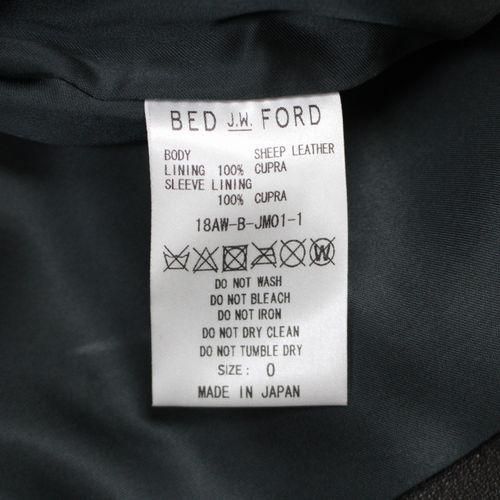 BED J.W. FORD
BODY SHEEP LEATHER
LINING 100% CUPRA
SLEEVE LINING
100% CUPRA
18AW-B-JM01-1
W
DO NOT WASH
DO NOT BLEACH
DO NOT IRON
DO NOT DRY CLEAN
DO NOT TUMBLE DRY
SIZE: 0
MADE IN JAPAN